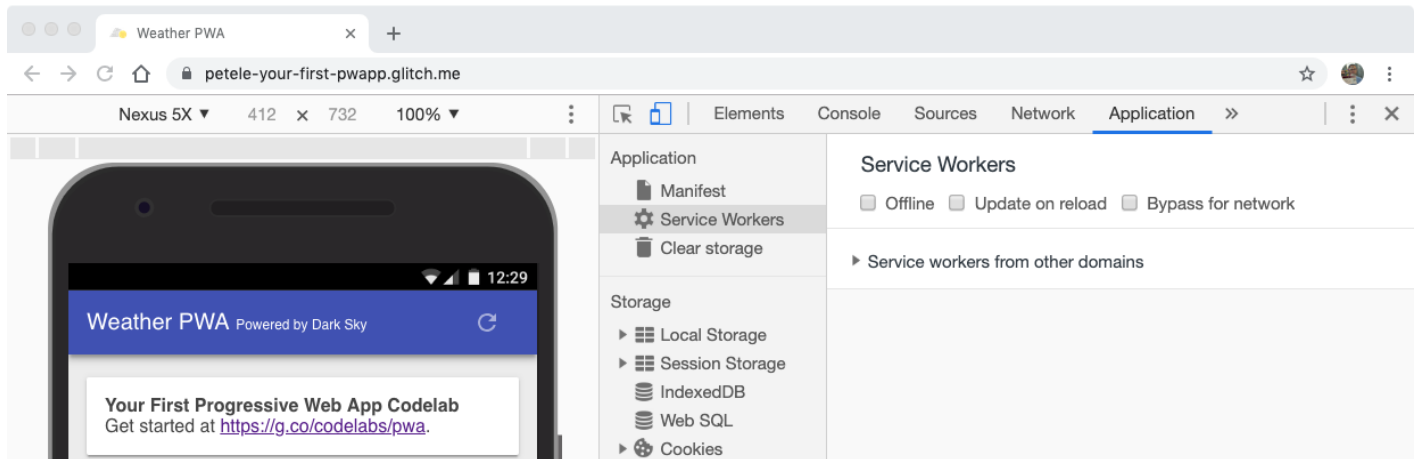 Weather PWA
petele-your-first-pwapp.glitch.me
Nexus 5X 412 × 732 100%
Elements Console Sources Network Application
Application
Manifest
Service Workers
Clear storage
Storage
Local Storage
Session Storage
IndexedDB
Web SQL
Cookies
Service Workers
Offline Update on reload Bypass for network
Service workers from other domains
12:29
Weather PWA Powered by Dark Sky
Your First Progressive Web App Codelab
Get started at https://g.co/codelabs/pwa.